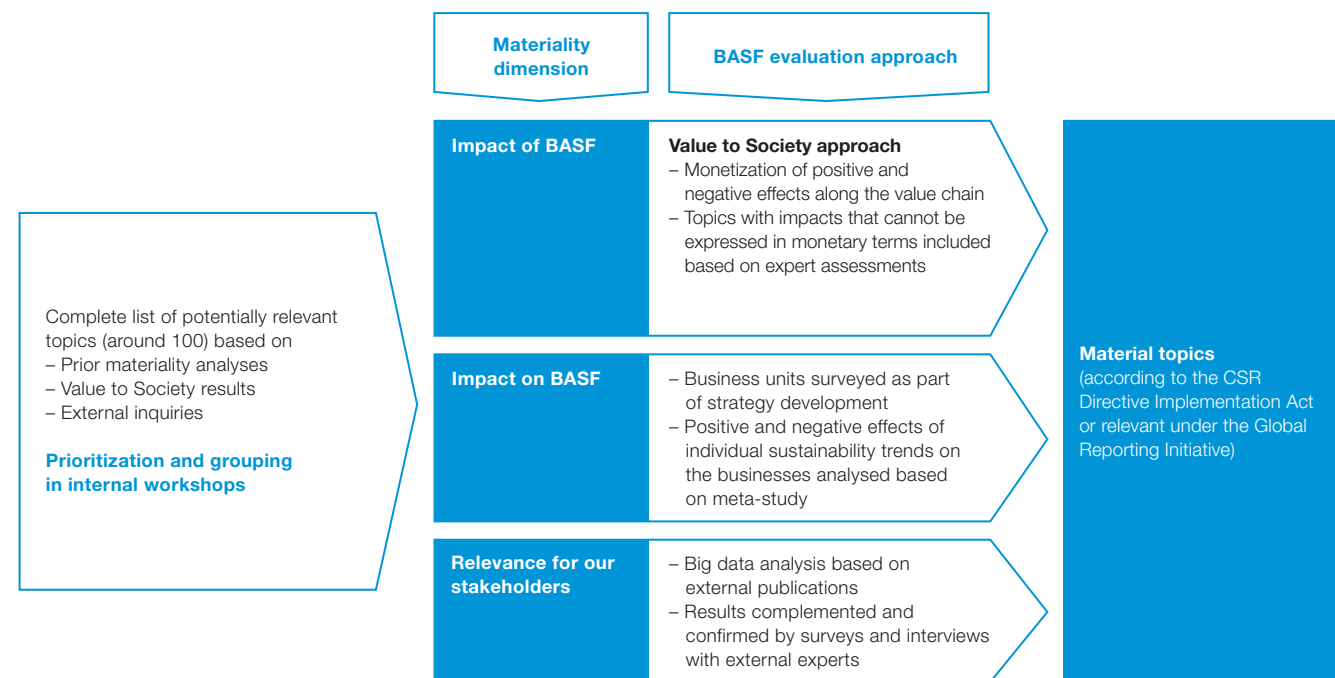 Materiality
dimension
BASF evaluation approach
Complete list of potentially relevant
topics (around 100) based on
– Prior materiality analyses
– Value to Society results
– External inquiries
Prioritization and grouping
in internal workshops
Impact of BASF
Value to Society approach
– Monetization of positive and
negative effects along the value chain
– Topics with impacts that cannot be
expressed in monetary terms included
based on expert assessments
Impact on BASF
– Business units surveyed as part
of strategy development
– Positive and negative effects of
individual sustainability trends on
the businesses analysed based
on meta-study
Relevance for our
stakeholders
– Big data analysis based on
external publications
– Results complemented and
confirmed by surveys and interviews
with external experts
Material topics
(according to the CSR
Directive Implementation Act
or relevant under the Global
Reporting Initiative)